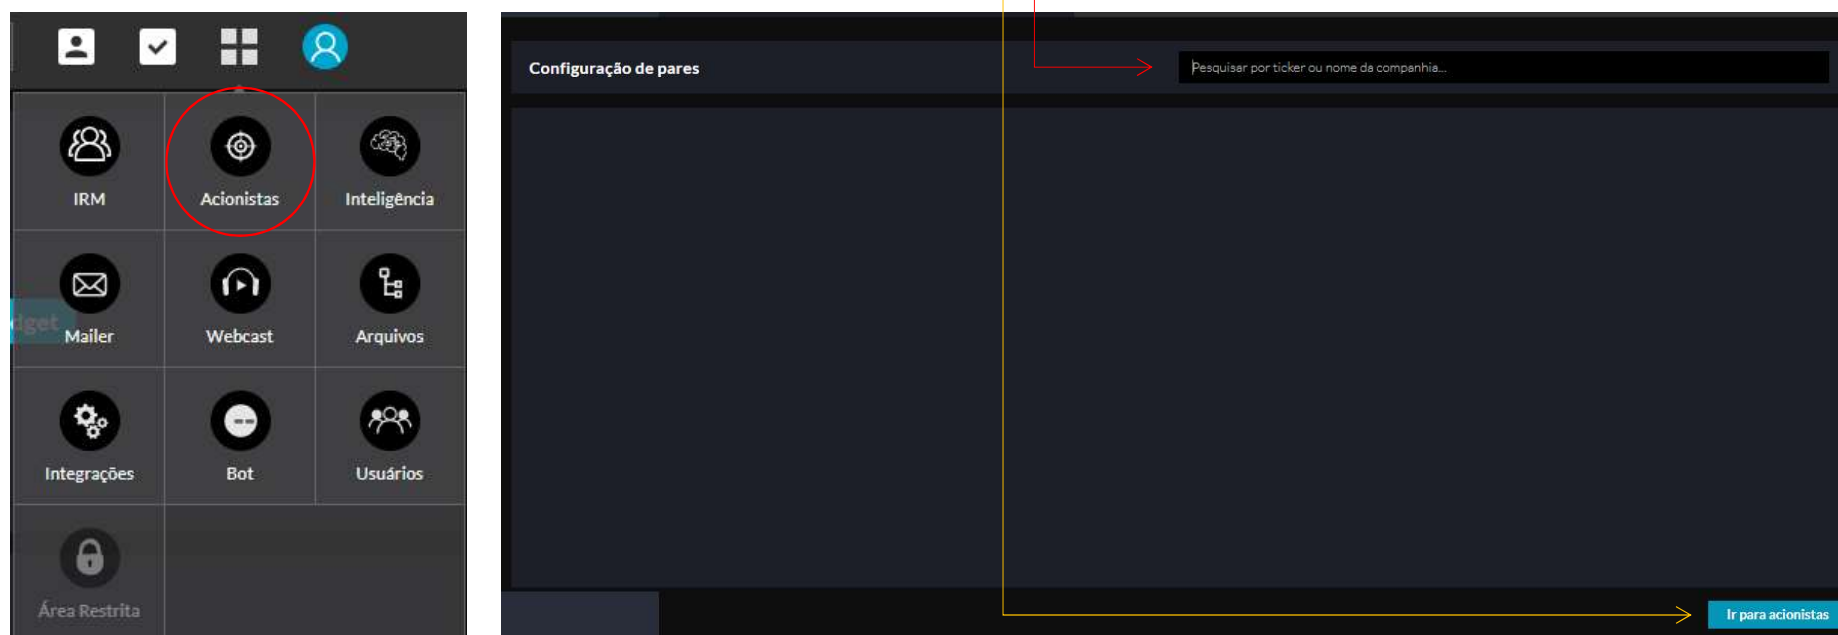 IRM
Acionistas
Inteligência
dget
Mailer
Webcast
Arquivos
Integrações
Bot
Usuários
Área Restrita
Configuração de pares
Pesquisar por ticker ou nome da companhia...
Ir para acionistas